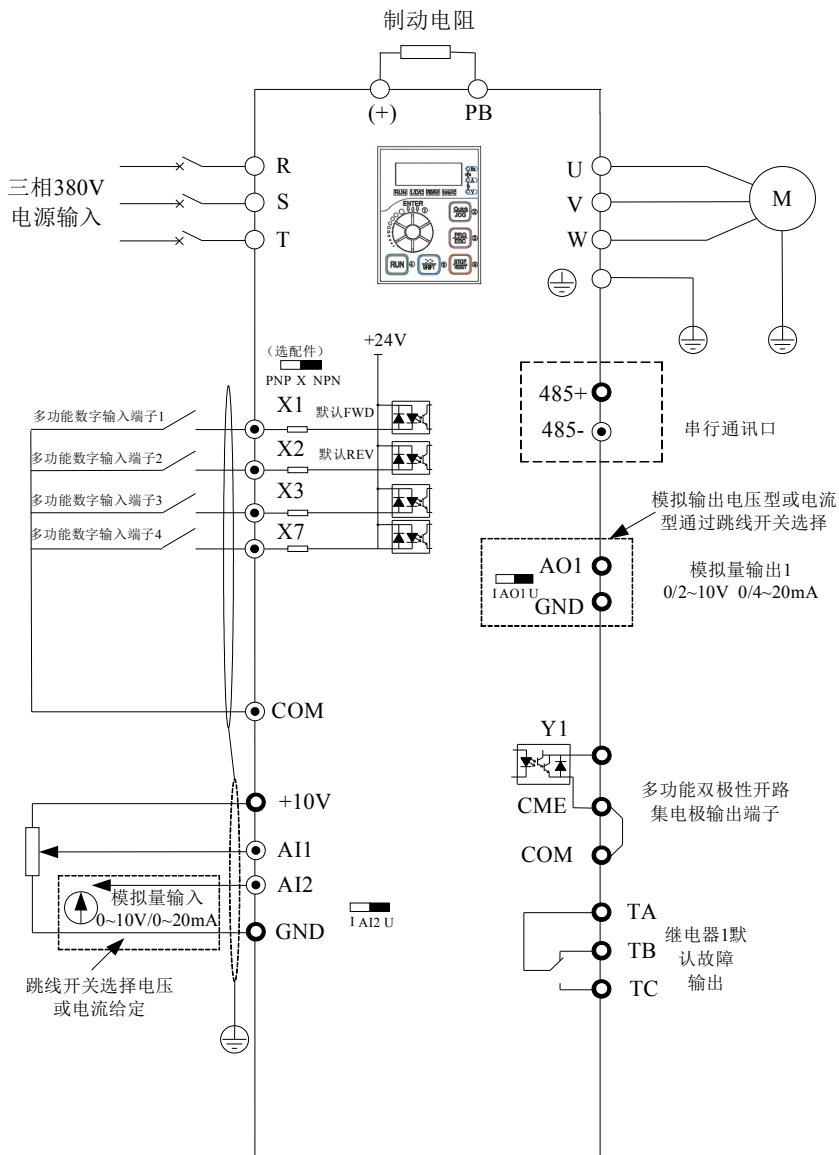 制动电阻
(+)
PB
R
三相380V
电源输入
S
T
U
V
W
M
RUN
ENTER
Quick
JOG
PRG
ESC
RUN
>>
SHIFT
STOP
RESET
+24V
（选配件）
PNP X NPN
多功能数字输入端子1
X1
默认FWD
多功能数字输入端子2
X2
默认REV
多功能数字输入端子3
X3
多功能数字输入端子4
X7
COM
485+
485-
串行通讯口
模拟输出电压型或电流
型通过跳线开关选择
AO1
I AO1 U
GND
模拟量输出1
0/2~10V 0/4~20mA
Y1
CME
COM
多功能双极性开路
集电极输出端子
+10V
AI1
AI2
模拟量输入
0~10V/0~20mA
I AI2 U
GND
跳线开关选择电压
或电流给定
TA
TB
TC
继电器1默
认故障
输出